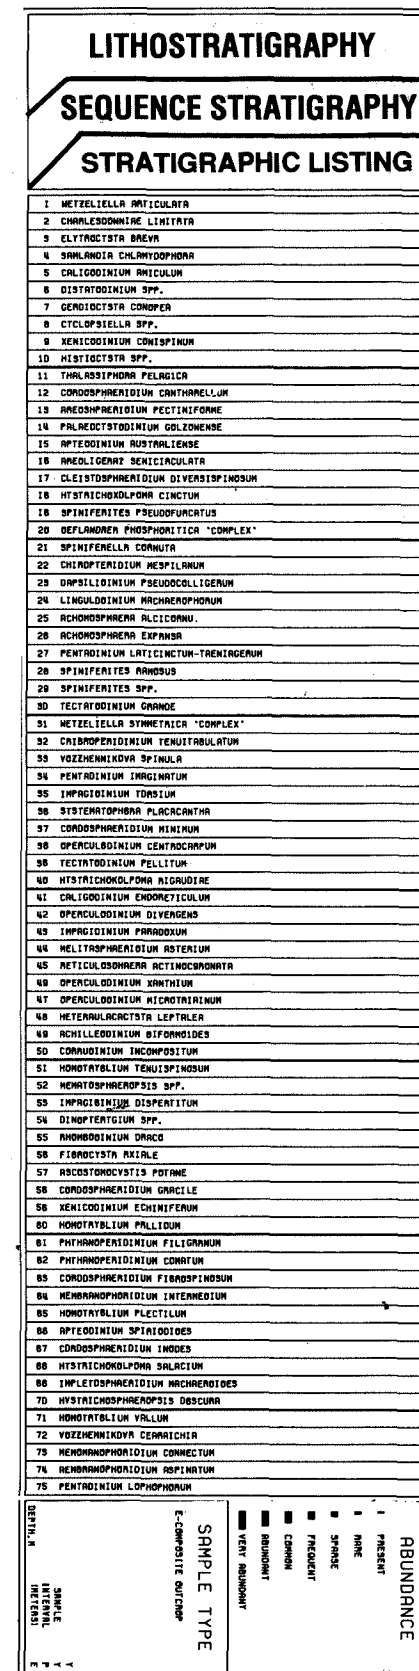 LITHOSTRATIGRAPHY
SEQUENCE STRATIGRAPHY
STRATIGRAPHIC LISTING
1 WETZELIELLA ARTICULATA
2 CHARLESDOWNIAE LIMITATA
3 ELYTROCYSTA BREVA
4 SAMLANDIA CHLAMYDOPHORA
5 CALIGODINIUM AMICULUM
6 DISTATODINIUM SPP.
7 GERDIOCYSTA CONOPEA
8 CYCLOPSIELLA SPP.
9 XENICODINIUM CONISPINUM
10 HISTIOCYSTA SPP.
11 THALASSIPHORA PELAGICA
12 CORDOSPHAERIDIUM CANTHARELLUM
13 AREOSHPAERIDIUM PECTINIFORME
14 PALAEOCYSTODINIUM GOLZOWENSE
15 APTEODINIUM AUSTRALIENSE
16 AREOLIGERA? SENICIRCULATA
17 CLEISTOSPHAERIDIUM DIVERSISPINOSUM
18 HYSTRICHOKOLPOMA CINCTUM
19 SPINIFERITES PSEUDOFURCATUS
20 DEFLANDREA PHOSPHORITICA "COMPLEX"
21 SPINIFERELLA CORNUTA
22 CHIROPTERIDIUM MESPILANUM
23 DAPSILIDINIUM PSEUDOCOLLIGERUM
24 LINGULODINIUM MACHAEROPHORUM
25 ACHOMOSPHAERA ALCICORNU.
26 ACHOMOSPHAERA EXPANSA
27 PENTADINIUM LATICINCTUM-TAENIAGERUM
28 SPINIFERITES RAMOSUS
29 SPINIFERITES SPP.
30 TECTATODINIUM GRANDE
31 WETZELIELLA SYMMETRICA "COMPLEX"
32 CRIBROPERIDINIUM TENUITABULATUM
33 VOZZHENNIKOVA SPINULA
34 PENTADINIUM IMAGINATUM
35 IMPAGIDINIUM TORSIUM
36 SYSTEMATOPHORA PLACACANTHA
37 CORDOSPHAERIDIUM MINIMUM
38 OPERCULODINIUM CENTROCARPUM
39 TECTATODINIUM PELLITUM
40 HYSTRICHOKOLPOMA RIGAUDIAE
41 CALIGODINIUM ENDORETICULUM
42 OPERCULODINIUM DIVERGENS
43 IMPAGIDINIUM PARADOXUM
44 MELITASPHAERIDIUM ASTERIUM
45 RETICULOSOHAERA ACTINOCORONATA
46 OPERCULODINIUM XANTHIUM
47 OPERCULODINIUM MICROTRIAINUM
48 HETERAULACACYSTA LEPTALEA
49 ACHILLEODINIUM BIFORMOIDES
50 CORRUDINIUM INCOMPOSITUM
51 HOMOTRYBLIUM TENUISPINOSUM
52 NEMATOSPHAEROPSIS SPP.
53 IMPAGIDINIUM DISPERTITUM
54 DINOPTERYGIUM SPP.
55 RHOMBODINIUM DRACO
56 FIBROCYSTA AXIALE
57 ASCOSTOMOCYSTIS POTANE
58 CORDOSPHAERIDIUM GRACILE
59 XENICODINIUM ECHINIFERUM
60 HOMOTRYBLIUM PALLIDUM
61 PHTHANOPERIDINIUM FILIGRANUM
62 PHTHANOPERIDINIUM COMATUM
63 CORDOSPHAERIDIUM FIBROSPINOSUM
64 MEMBRANOPHORIDIUM INTERMEDIUM
65 HOMOTRYBLIUM PLECTILUM
66 APTEODINIUM SPIRIDOIDES
67 CORDOSPHAERIDIUM INODES
68 HYSTRICHOKOLPOMA SALACIUM
69 IMPLETOSPHAERIDIUM MACHAEROIDES
70 HYSTRICHOSPHAEROPSIS OBSCURA
71 HOMOTRYBLIUM VALLUM
72 VOZZHENNIKOVA CERAICHIA
73 MEMBRANOPHORIDIUM CONNECTUM
74 MEMBRANOPHORIDIUM ASPINATUM
75 PENTADINIUM LOPHOPHORUM
ABUNDANCE
PRESENT
RARE
SPARSE
FREQUENT
COMMON
ABUNDANT
VERY ABUNDANT
SAMPLE TYPE
E-COMPOSITE OUTCROP
SAMPLE
INTERVAL
(METERS)
DEPTH, M